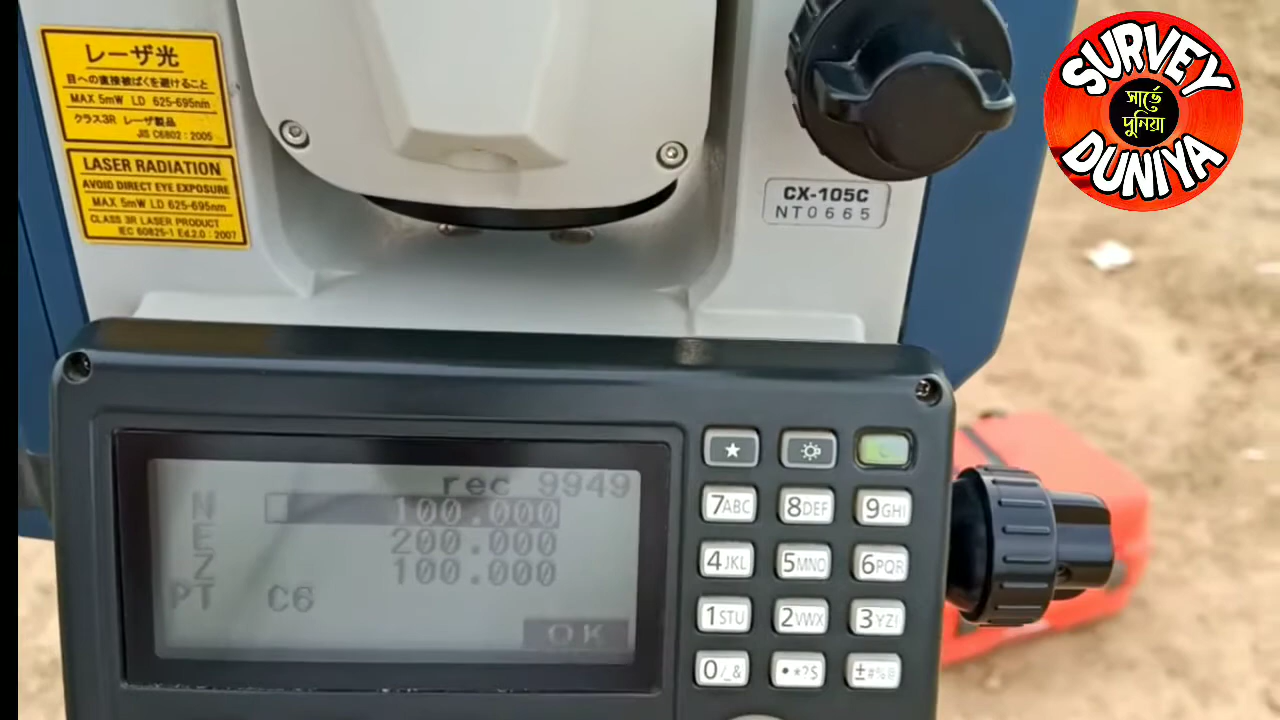 レーザ光
目への直接被ばくを避けること
MAX 5mW LD 625-695nm
クラス3R レーザ製品
JIS C6802 : 2005
LASER RADIATION
AVOID DIRECT EYE EXPOSURE
MAX 5mW LD 625-695nm
CLASS 3R LASER PRODUCT
IEC 60825-1 Ed.2.0 : 2007
CX-105C
NT0665
SURVEY
সার্ভে
দুনিয়া
DUNIYA
rec 9949
N 100.000
E 200.000
Z 100.000
PT C6
OK
7ABC 8DEF 9GHI
4JKL 5MNO 6PQR
1STU 2VWX 3YZ
0/_& •*?$ ±#%@